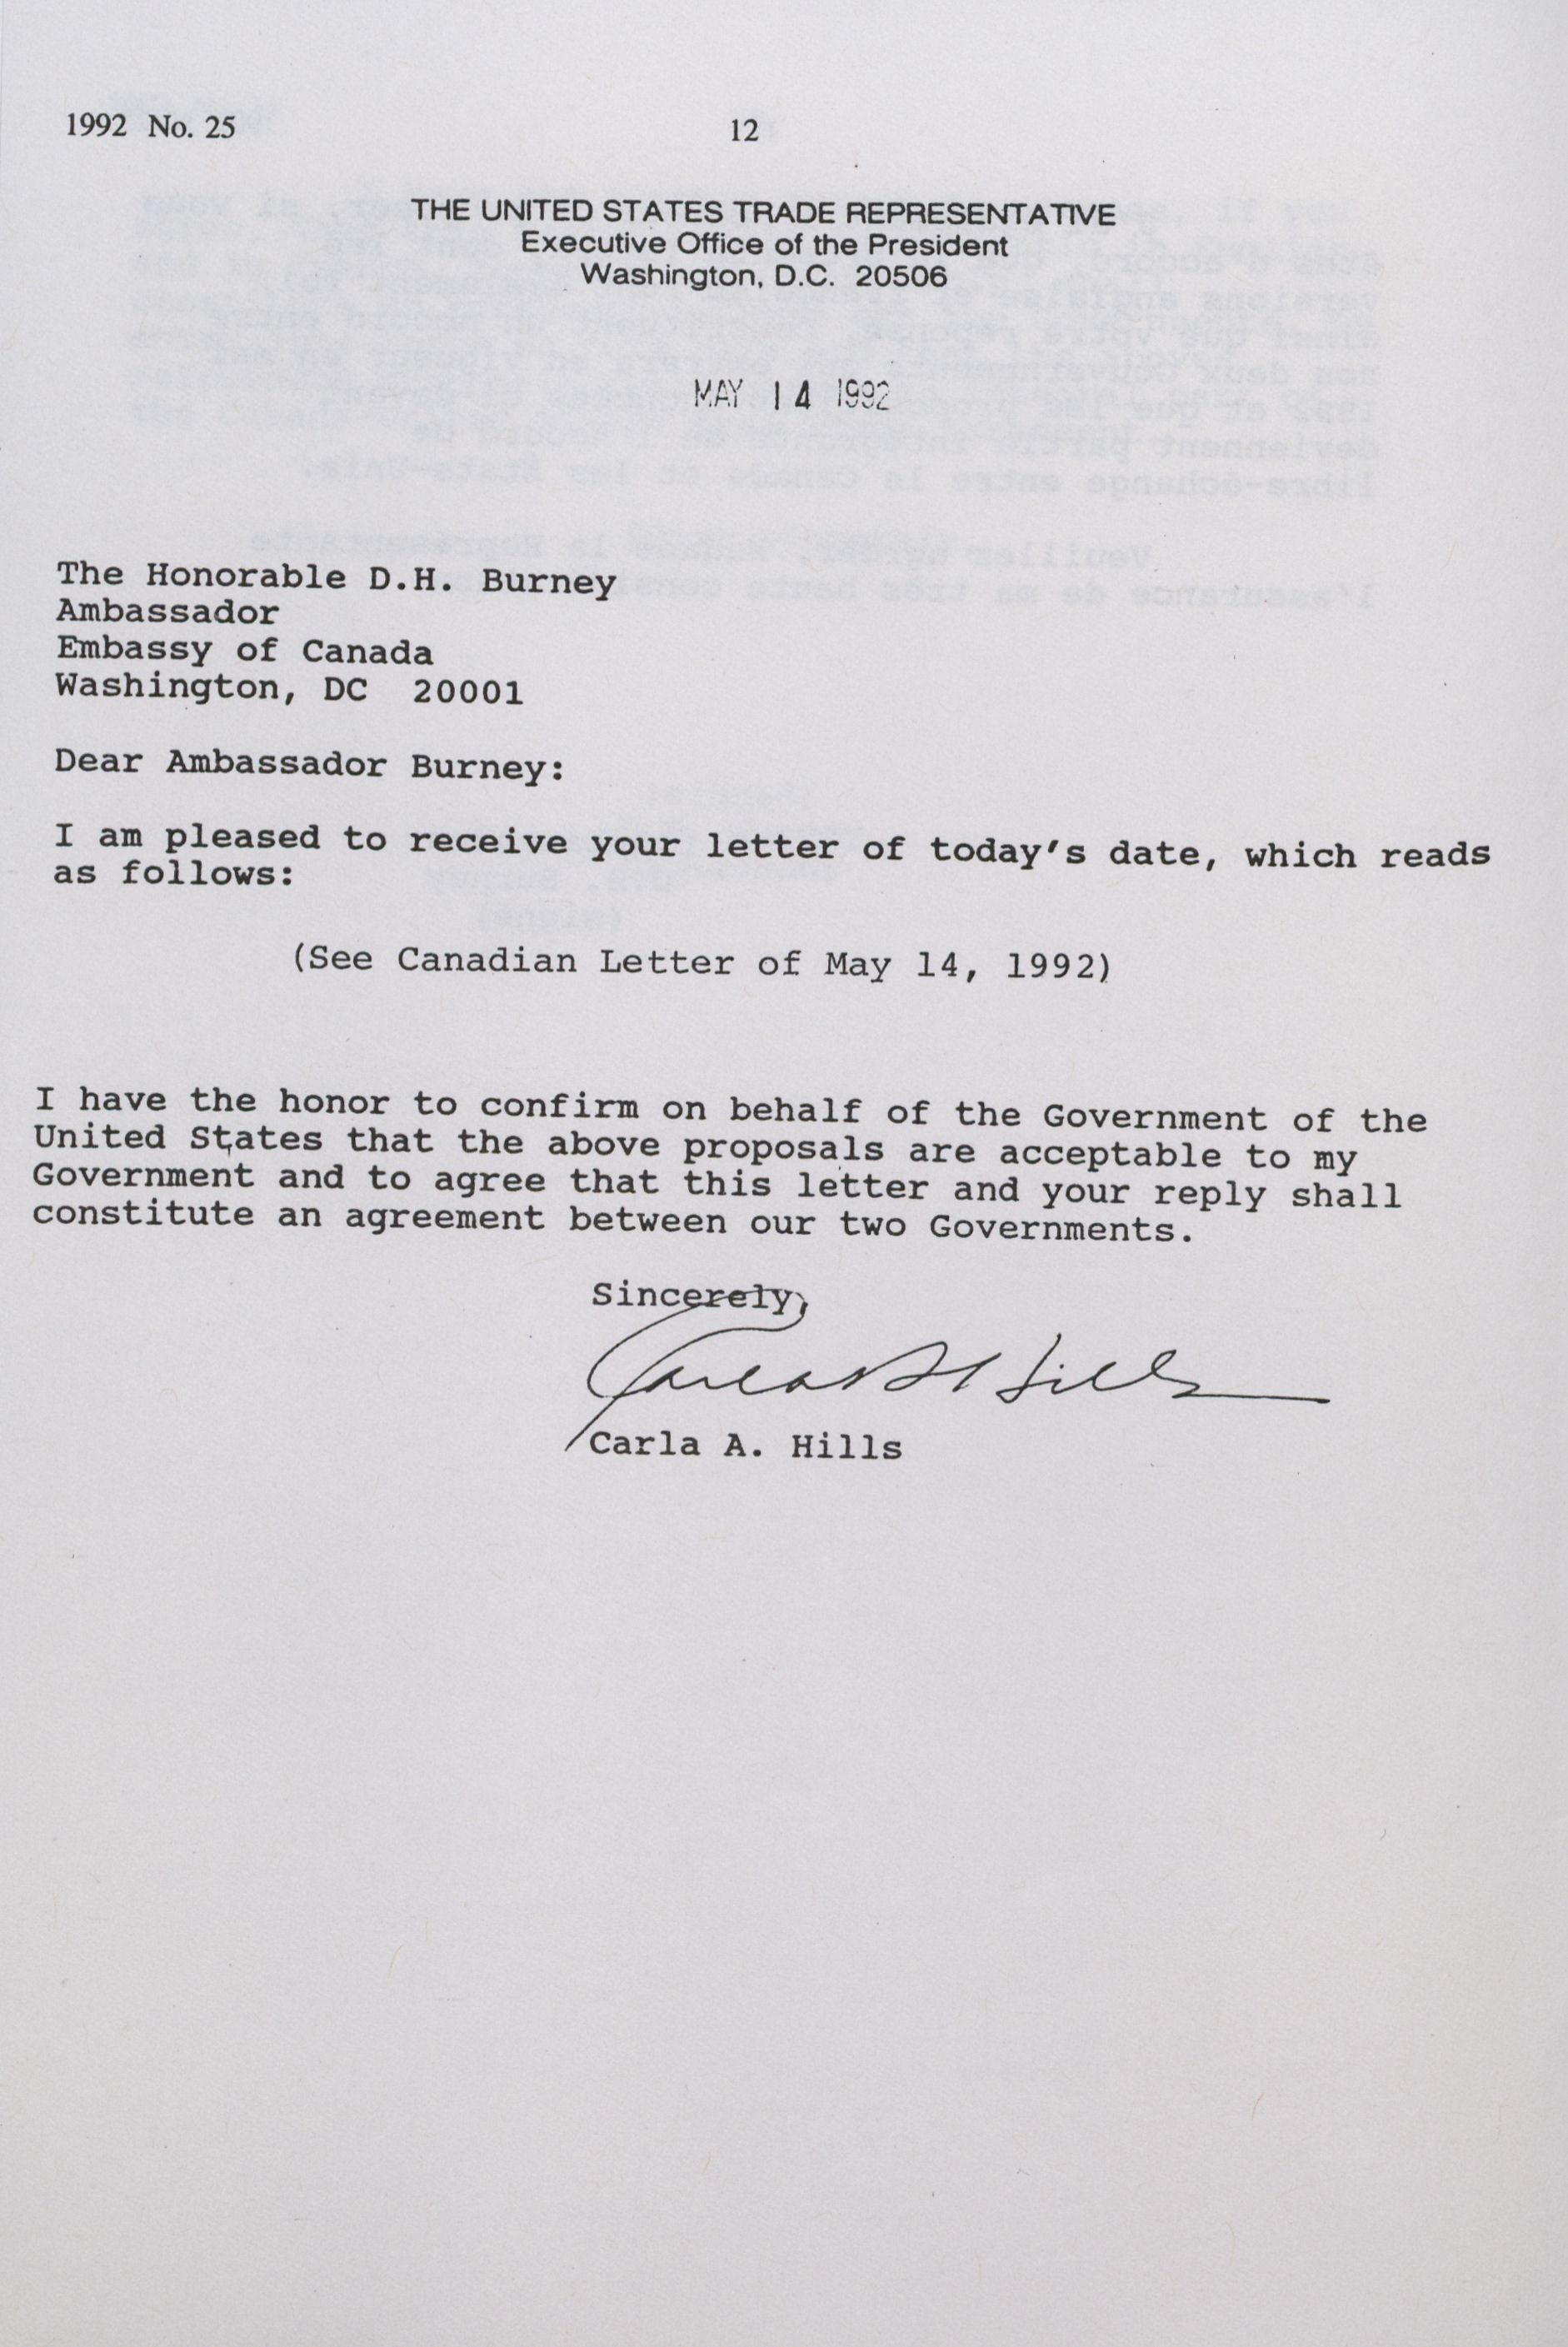 1992 No. 25
12
THE UNITED STATES TRADE REPRESENTATIVE
Executive Office of the President
Washington, D.C. 20506
MAY 14 1992
The Honorable D.H. Burney
Ambassador
Embassy of Canada
Washington, DC 20001
Dear Ambassador Burney:
I am pleased to receive your letter of today's date, which reads
as follows:
(See Canadian Letter of May 14, 1992)
I have the honor to confirm on behalf of the Government of the
United States that the above proposals are acceptable to my
Government and to agree that this letter and your reply shall
constitute an agreement between our two Governments.
Sincerely,
Carla A. Hills
Carla A. Hills